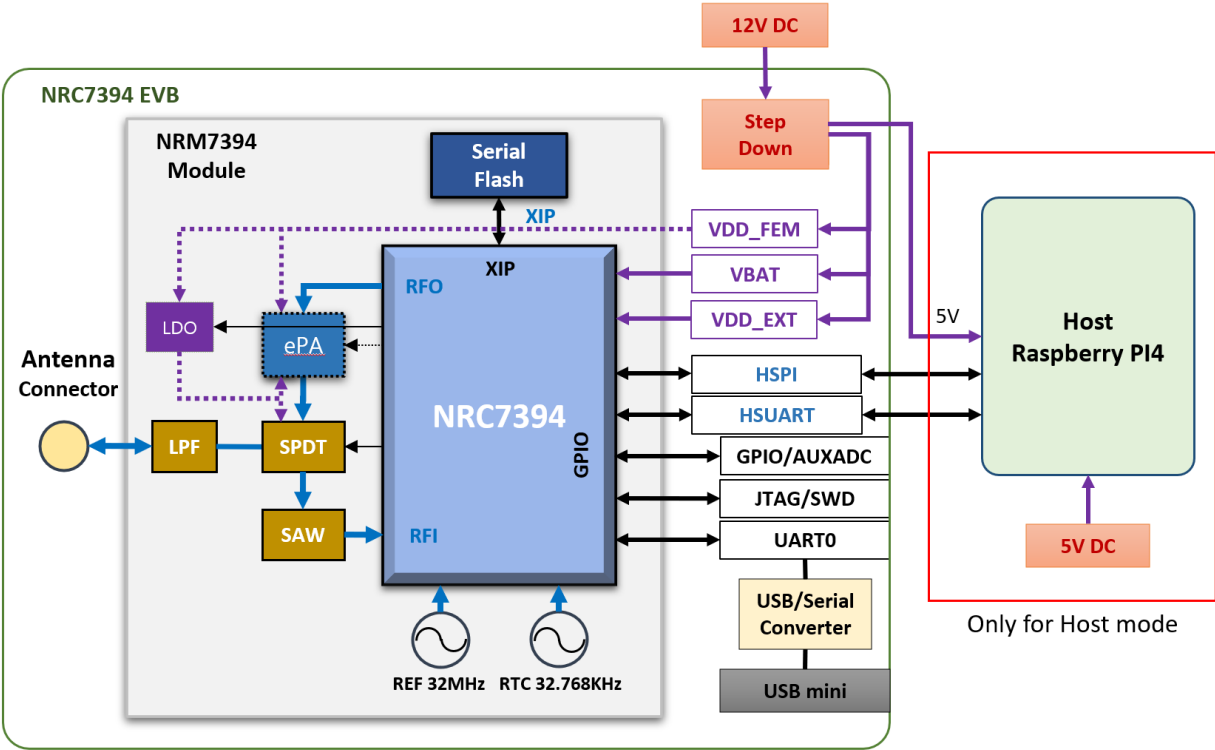 12V DC
NRC7394 EVB
Step
Down
NRM7394
Module
Serial
Flash
XIP
XIP
VDD_FEM
VBAT
VDD_EXT
RFO
LDO
ePA
5V
Host
Raspberry PI4
Antenna
Connector
HSPI
HSUART
NRC7394
GPIO
LPF
SPDT
GPIO/AUXADC
JTAG/SWD
SAW
RFI
UART0
5V DC
USB/Serial
Converter
Only for Host mode
REF 32MHz
RTC 32.768KHz
USB mini